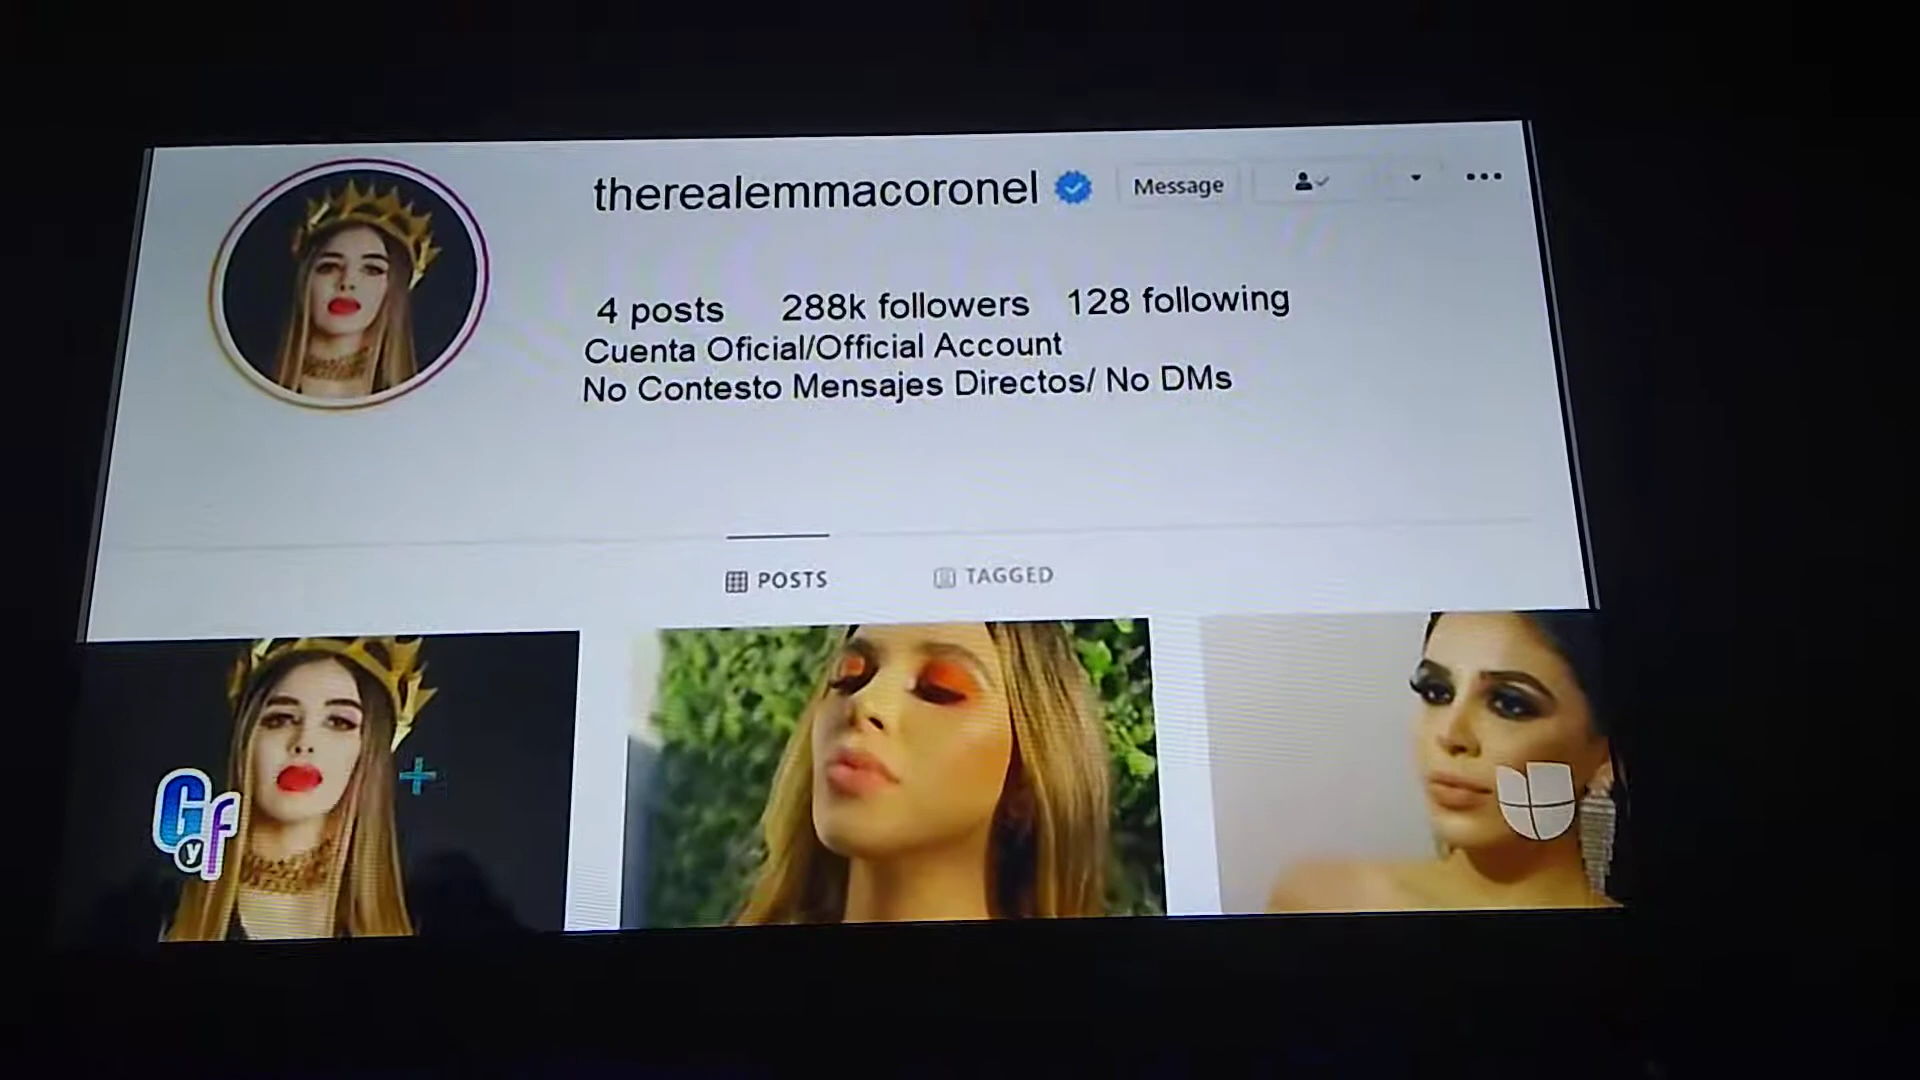 therealemmacoronel Message
4 posts 288k followers 128 following
Cuenta Oficial/Official Account
No Contesto Mensajes Directos/ No DMs
POSTS TAGGED
G y f